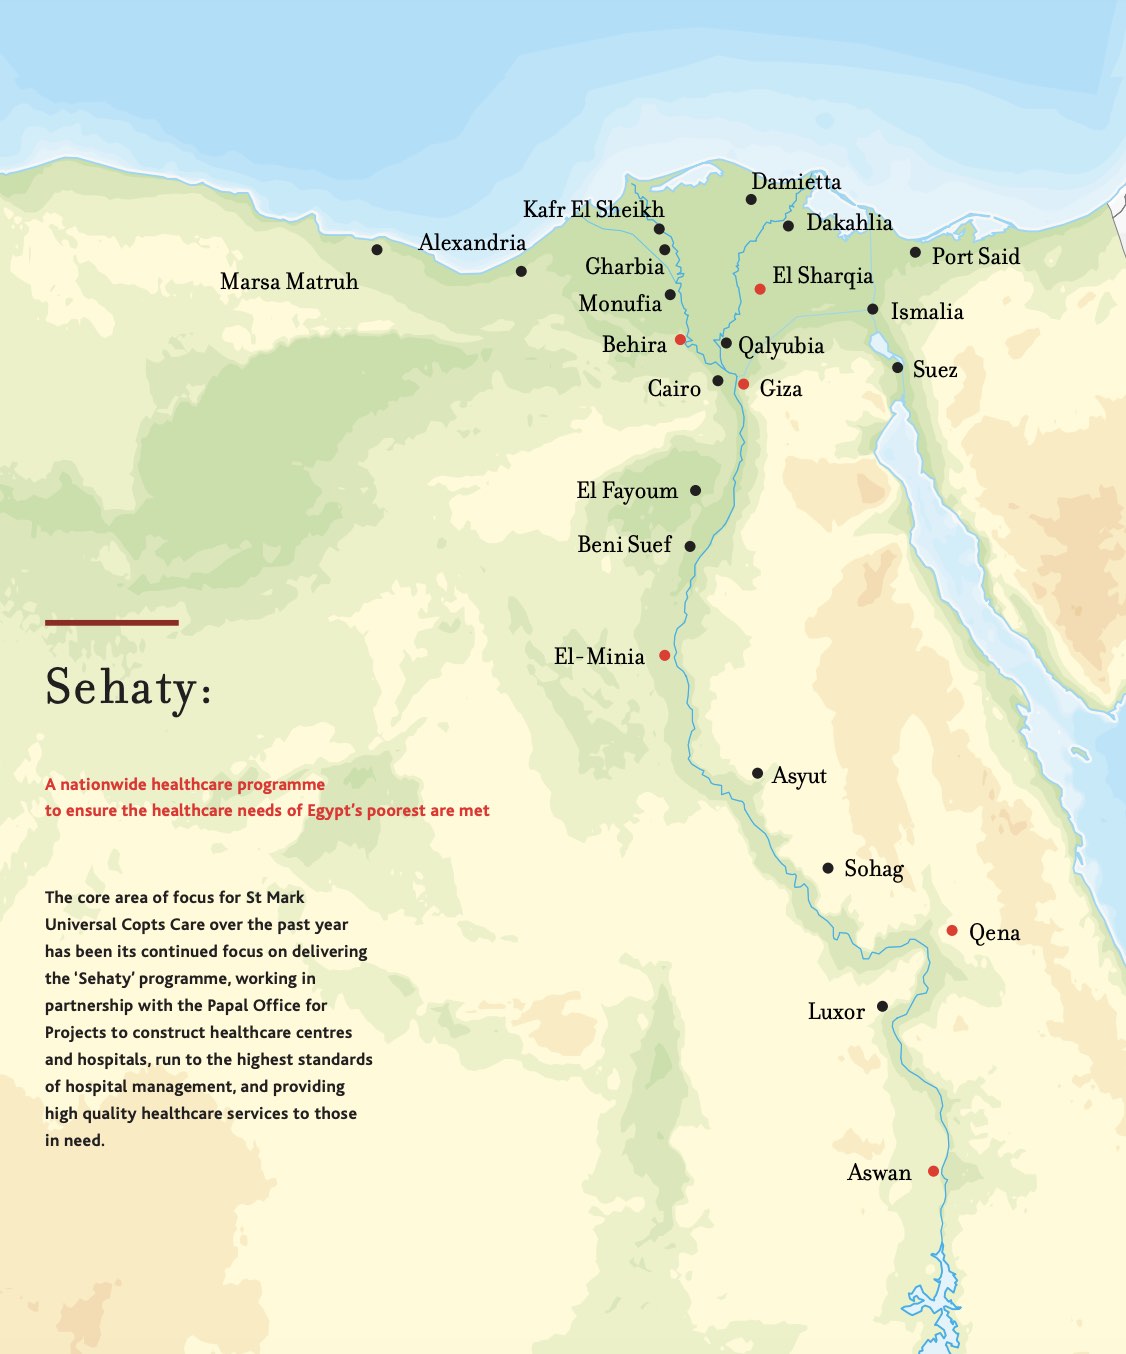 Damietta
Kafr El Sheikh
Dakahlia
Alexandria
Port Said
Gharbia
El Sharqia
Marsa Matruh
Monufia
Ismalia
Behira
Qalyubia
Suez
Cairo
Giza
El Fayoum
Beni Suef
El-Minia
Sehaty:
Asyut
A nationwide healthcare programme
to ensure the healthcare needs of Egypt's poorest are met
Sohag
The core area of focus for St Mark
Universal Copts Care over the past year
has been its continued focus on delivering
the 'Sehaty' programme, working in
partnership with the Papal Office for
Projects to construct healthcare centres
and hospitals, run to the highest standards
of hospital management, and providing
high quality healthcare services to those
in need.
Qena
Luxor
Aswan